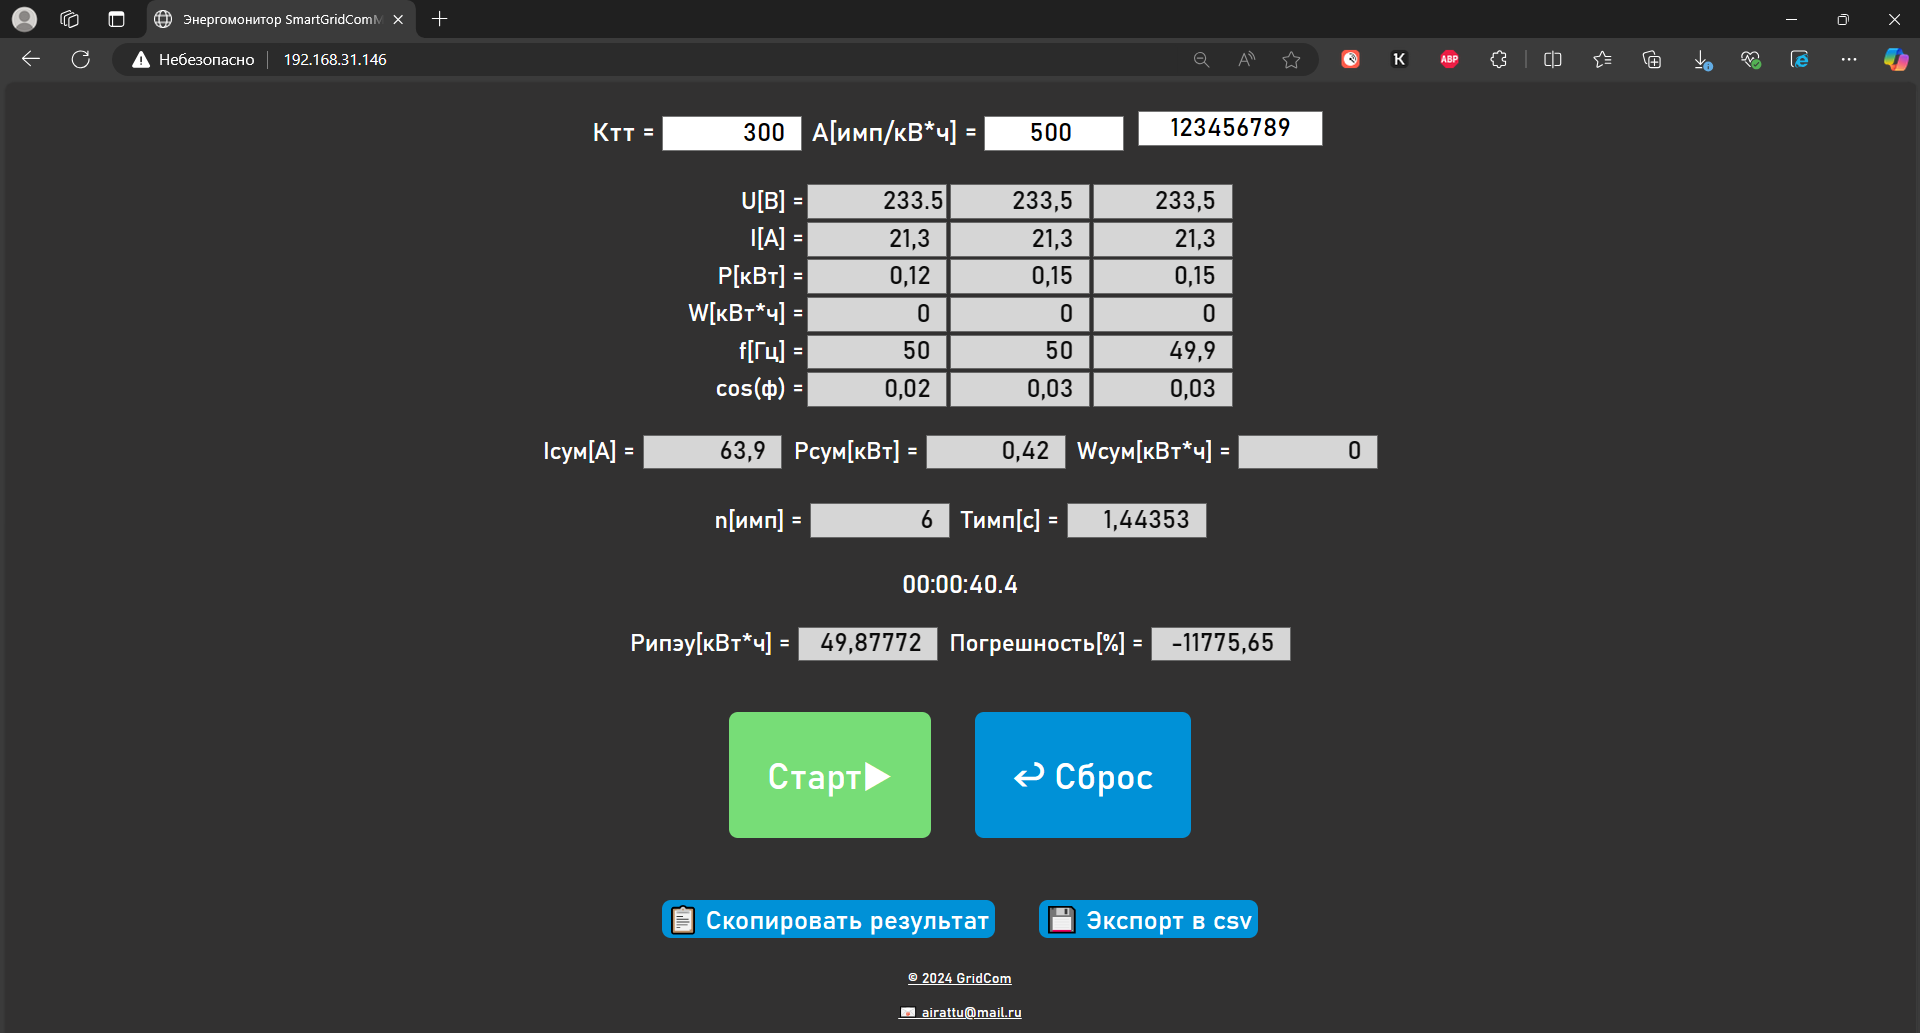 Энергомонитор SmartGridComM
Небезопасно 192.168.31.146
Ктт = 300 А[имп/кВ*ч] = 500 123456789
U[В] = 233.5 233,5 233,5
I[А] = 21,3 21,3 21,3
P[кВт] = 0,12 0,15 0,15
W[кВт*ч] = 0 0 0
f[Гц] = 50 50 49,9
cos(ф) = 0,02 0,03 0,03
Iсум[А] = 63,9 Pсум[кВт] = 0,42 Wсум[кВт*ч] = 0
n[имп] = 6 Тимп[с] = 1,44353
00:00:40.4
Рипэу[кВт*ч] = 49,87772 Погрешность[%] = -11775,65
Старт
Сброс
Скопировать результат Экспорт в csv
© 2024 GridCom
airattu@mail.ru